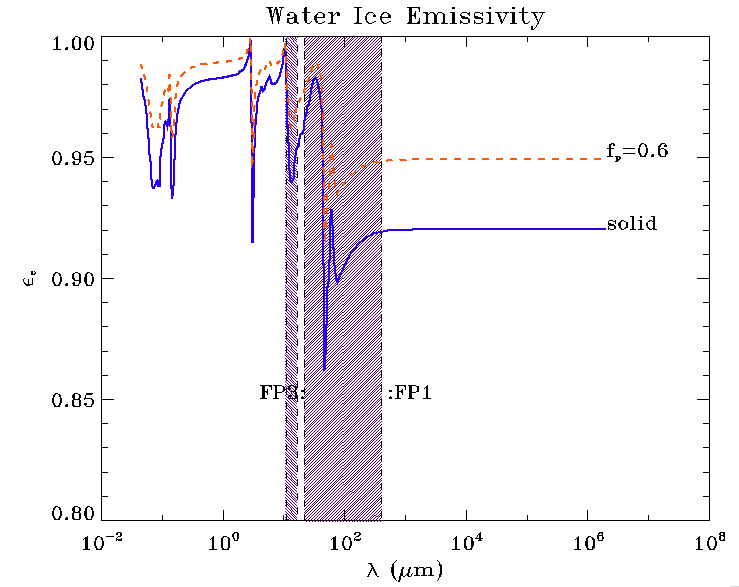 Water Ice Emissivity
1.00
0.95
0.90
0.85
0.80
ϵₑ
fₚ=0.6
solid
FP3:
:FP1
10⁻²
10⁰
10²
10⁴
10⁶
10⁸
λ (μm)